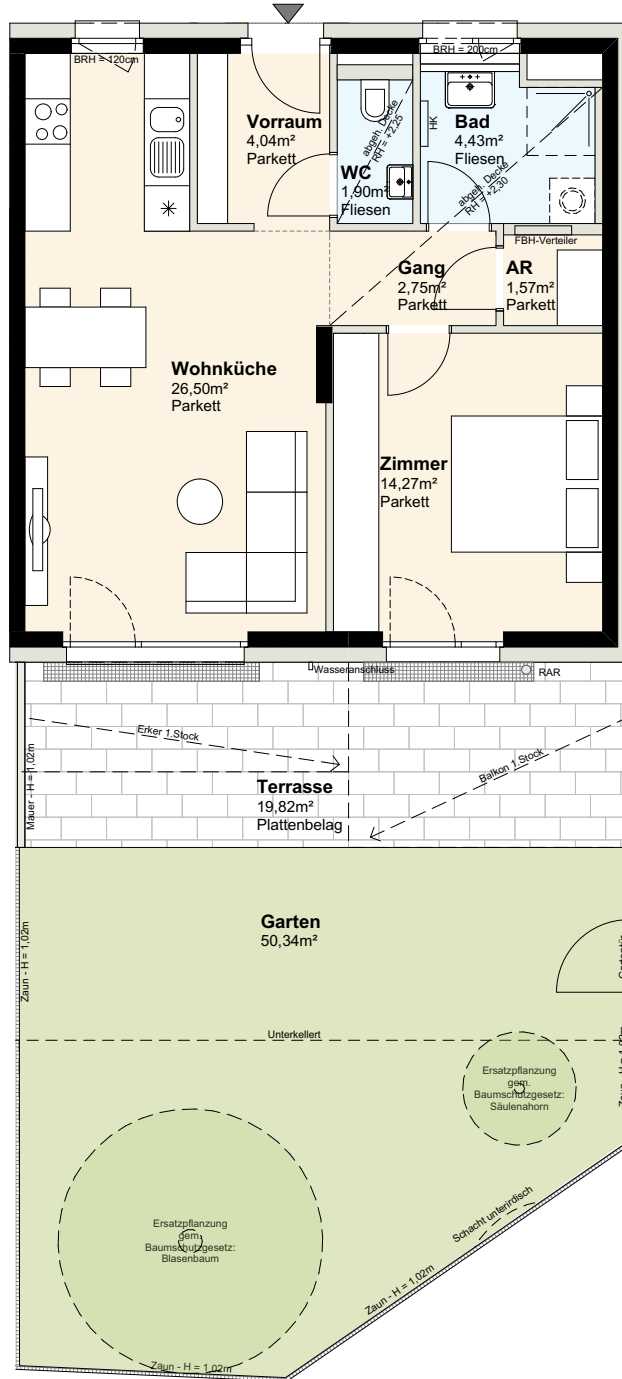 BRH = 120cm
BRH = 200cm
Vorraum
4,04m²
Parkett
abgeh. Decke
RH = +2,25
WC
1,90m²
Fliesen
HK
Bad
4,43m²
Fliesen
abgeh. Decke
RH = +2,30
FBH-Verteiler
Gang
2,75m²
Parkett
AR
1,57m²
Parkett
Wohnküche
26,50m²
Parkett
Zimmer
14,27m²
Parkett
Wasseranschluss
RAR
Erker 1.Stock
Balkon 1.Stock
Mauer - H = 1,02m
Terrasse
19,82m²
Plattenbelag
Garten
50,34m²
Zaun - H = 1,02m
Unterkellert
Zaun - H = 1,02m
Ersatzpflanzung
gem.
Baumschutzgesetz:
Säulenahorn
Ersatzpflanzung
gem.
Baumschutzgesetz:
Blasenbaum
Schacht unterirdisch
Zaun - H = 1,02m
Zaun - H = 1,02m